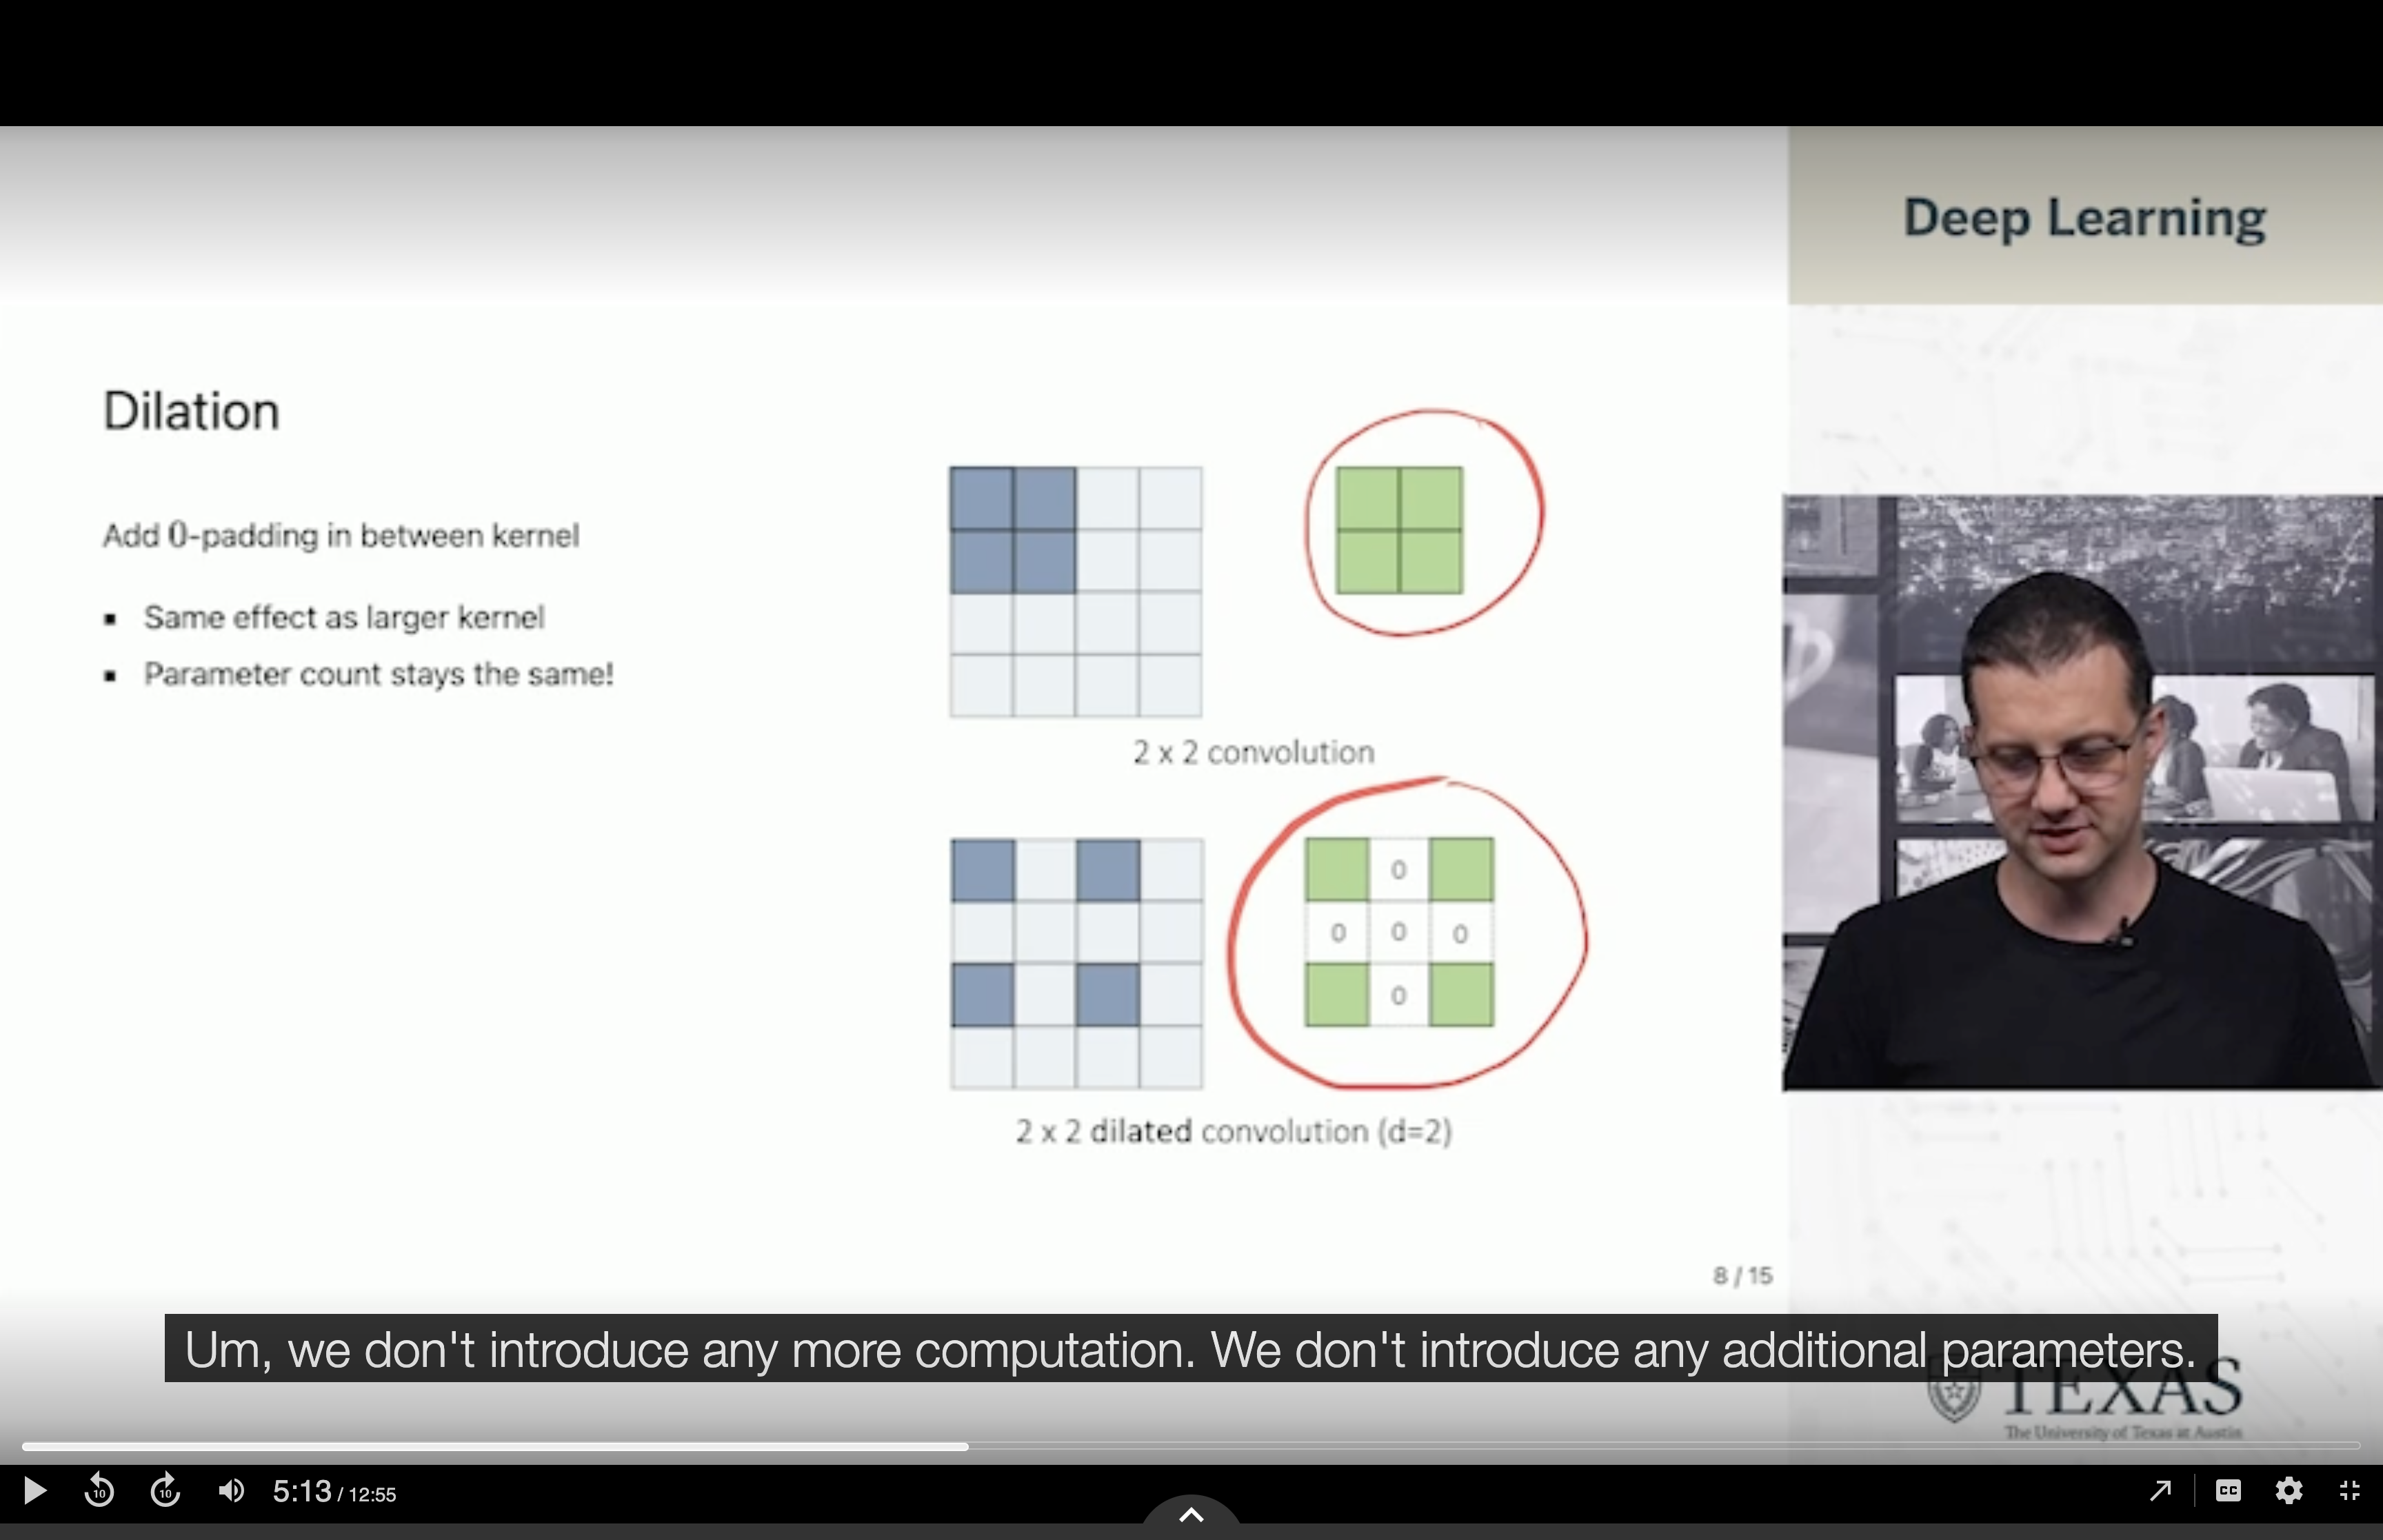 Deep Learning
Dilation
Add 0-padding in between kernel
▪ Same effect as larger kernel
▪ Parameter count stays the same!
2 x 2 convolution
0
0 0 0
0
2 x 2 dilated convolution (d=2)
8 / 15
Um, we don't introduce any more computation. We don't introduce any additional parameters.
TEXAS
The University of Texas at Austin
10 10 5:13 / 12:55 CC